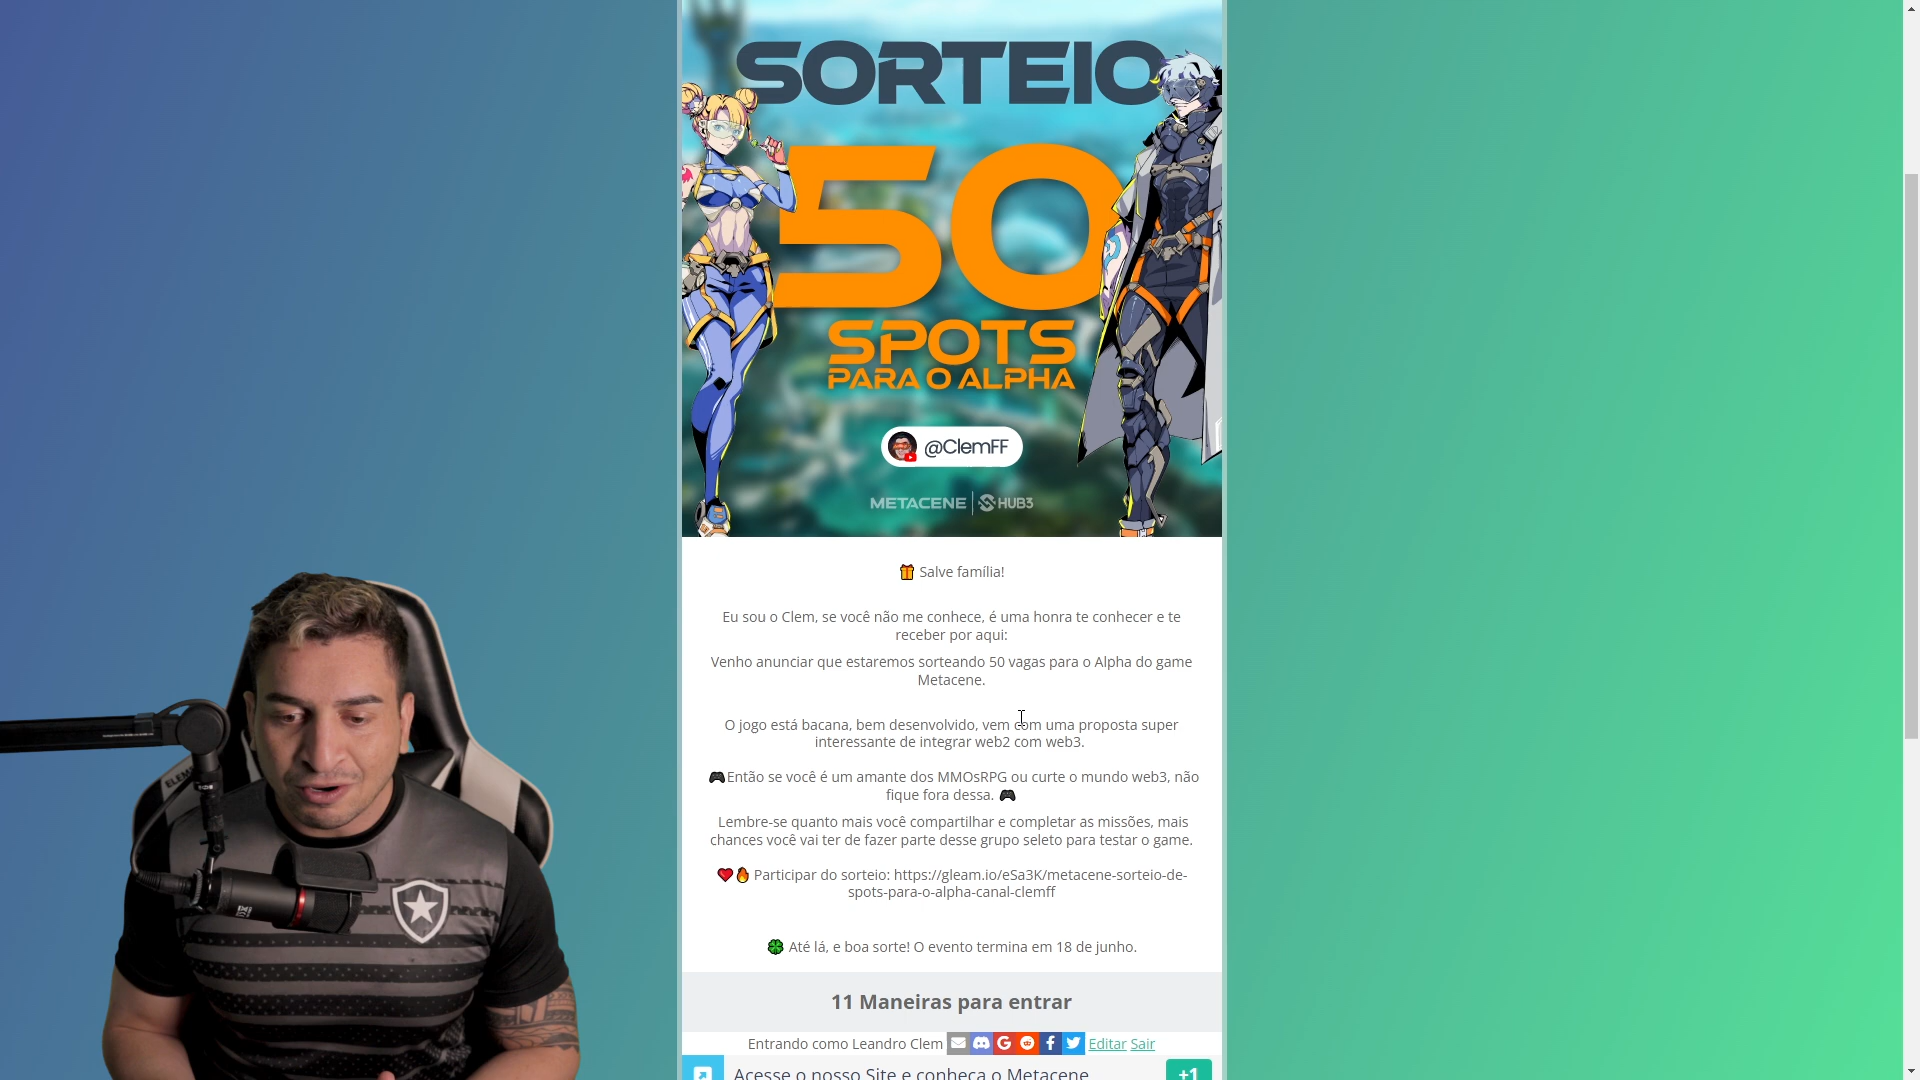 SORTEIO
50
SPOTS
PARA O ALPHA
@ClemFF
METACENE | HUB3
🎁 Salve família!
Eu sou o Clem, se você não me conhece, é uma honra te conhecer e te
receber por aqui:
Venho anunciar que estaremos sorteando 50 vagas para o Alpha do game
Metacene.
O jogo está bacana, bem desenvolvido, vem com uma proposta super
interessante de integrar web2 com web3.
🎮Então se você é um amante dos MMOsRPG ou curte o mundo web3, não
fique fora dessa. 🎮
Lembre-se quanto mais você compartilhar e completar as missões, mais
chances você vai ter de fazer parte desse grupo seleto para testar o game.
❤️🔥 Participar do sorteio: https://gleam.io/eSa3K/metacene-sorteio-de-
spots-para-o-alpha-canal-clemff
🍀 Até lá, e boa sorte! O evento termina em 18 de junho.
11 Maneiras para entrar
Entrando como Leandro Clem Editar Sair
Acesse o nosso Site e conheça o Metacene +1